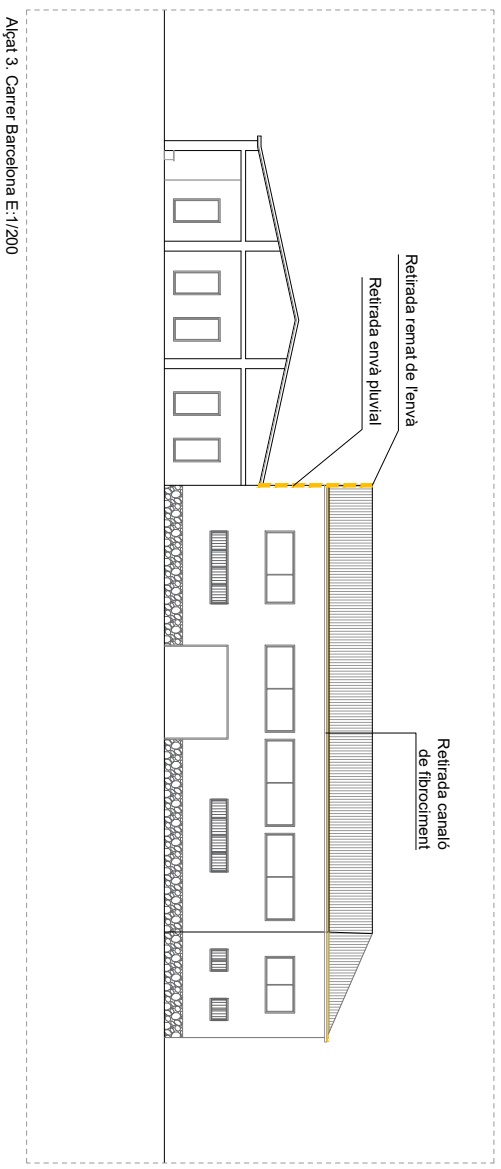 Retirada remat de l'envà
Retirada envà pluvial
Retirada canaló
de fibrociment
Alçat 3. Carrer Barcelona E:1/200